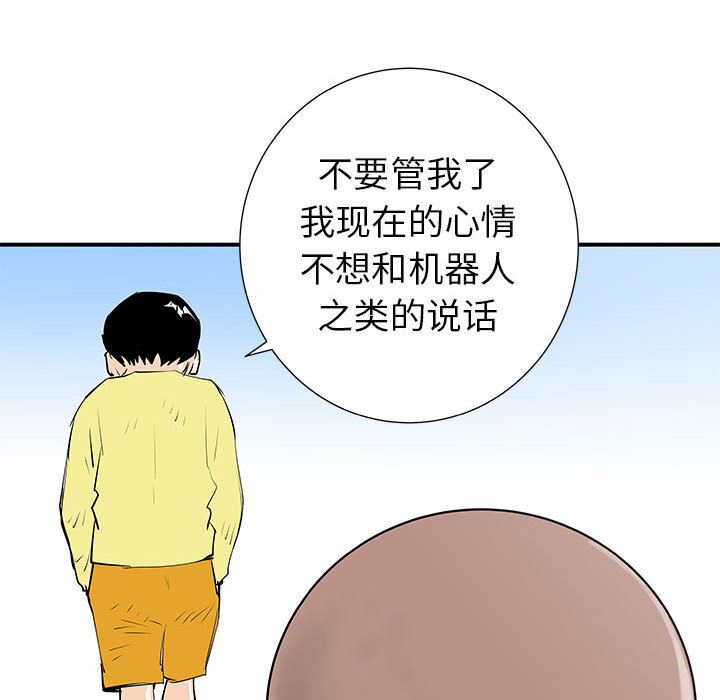 不要管我了
我现在的心情
不想和机器人
之类的说话